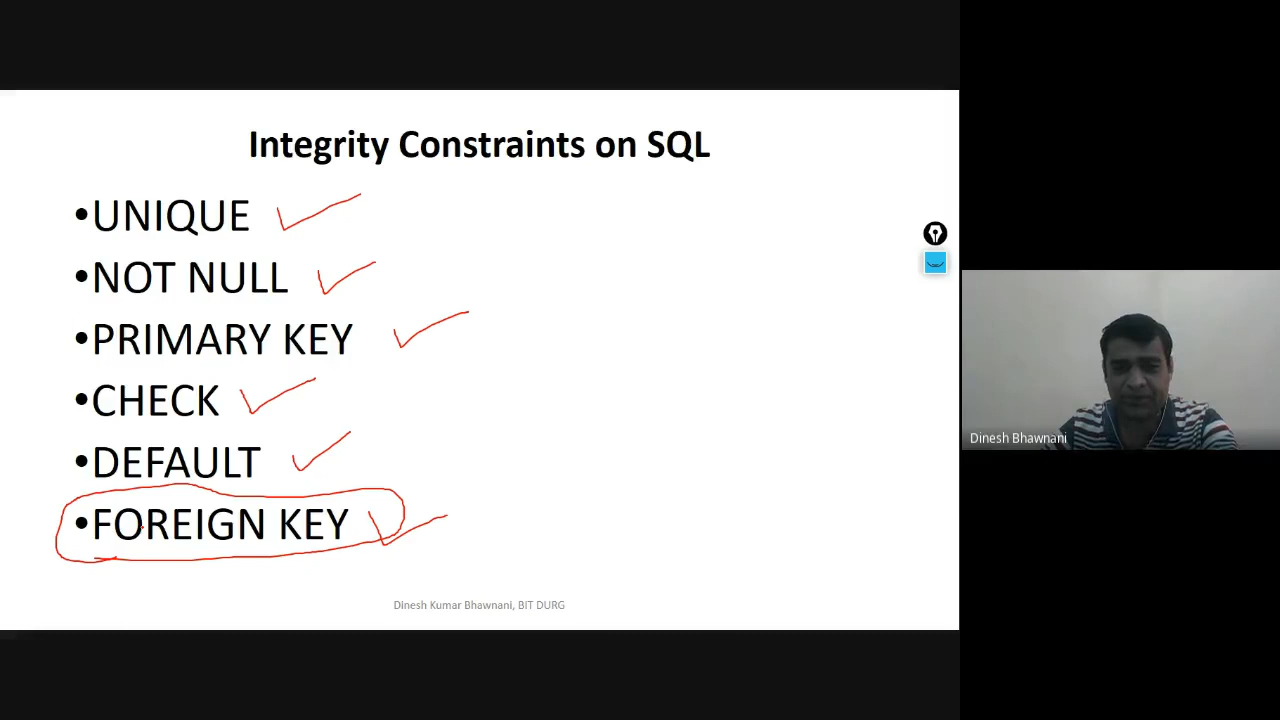 Integrity Constraints on SQL
•UNIQUE
•NOT NULL
•PRIMARY KEY
•CHECK
•DEFAULT
•FOREIGN KEY
Dinesh Kumar Bhawnani, BIT DURG
Dinesh Bhawnani